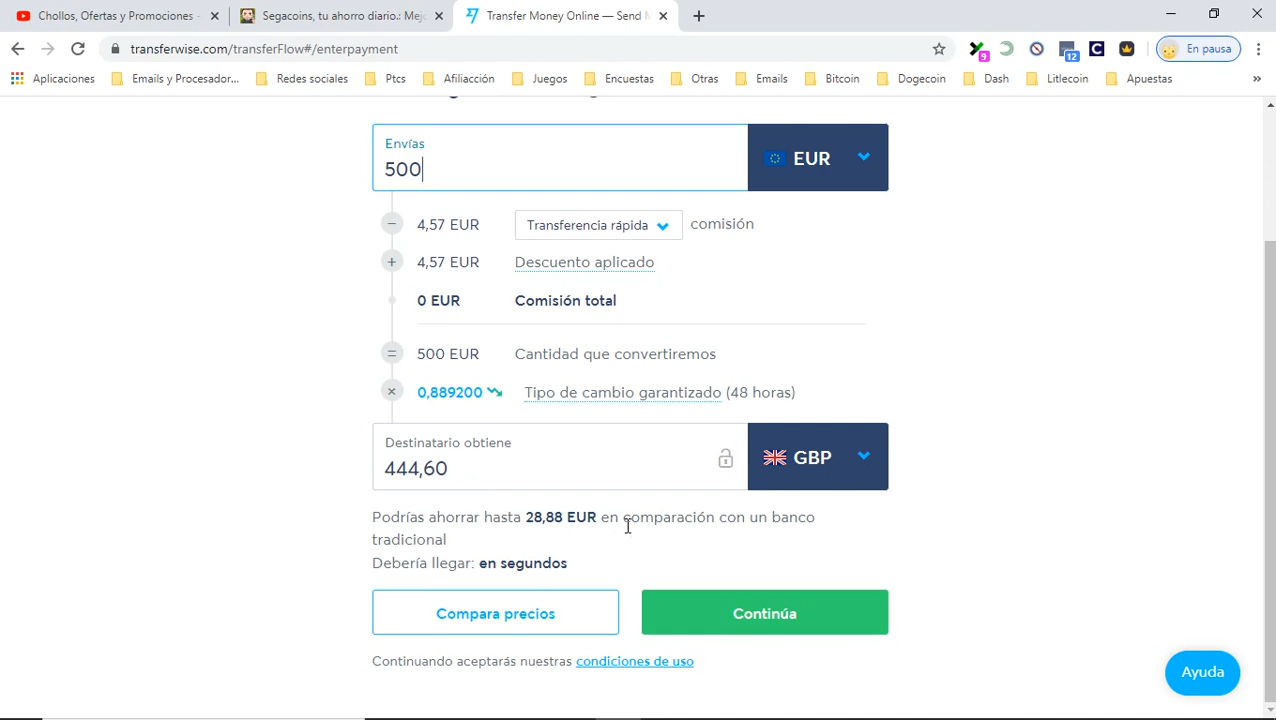 Chollos, Ofertas y Promociones -
Segacoins, tu ahorro diario.: Mejo
Transfer Money Online — Send M
transferwise.com/transferFlow#/enterpayment
9
12
C
En pausa
Aplicaciones
Emails y Procesador...
Redes sociales
Ptcs
Afiliacción
Juegos
Encuestas
Otras
Emails
Bitcoin
Dogecoin
Dash
Litlecoin
Apuestas
»
Envías
500
EUR
4,57 EUR
Transferencia rápida
comisión
4,57 EUR
Descuento aplicado
0 EUR
Comisión total
500 EUR
Cantidad que convertiremos
0,889200
Tipo de cambio garantizado (48 horas)
Destinatario obtiene
444,60
GBP
Podrías ahorrar hasta 28,88 EUR en comparación con un banco
tradicional
Debería llegar: en segundos
Compara precios
Continúa
Continuando aceptarás nuestras condiciones de uso
Ayuda